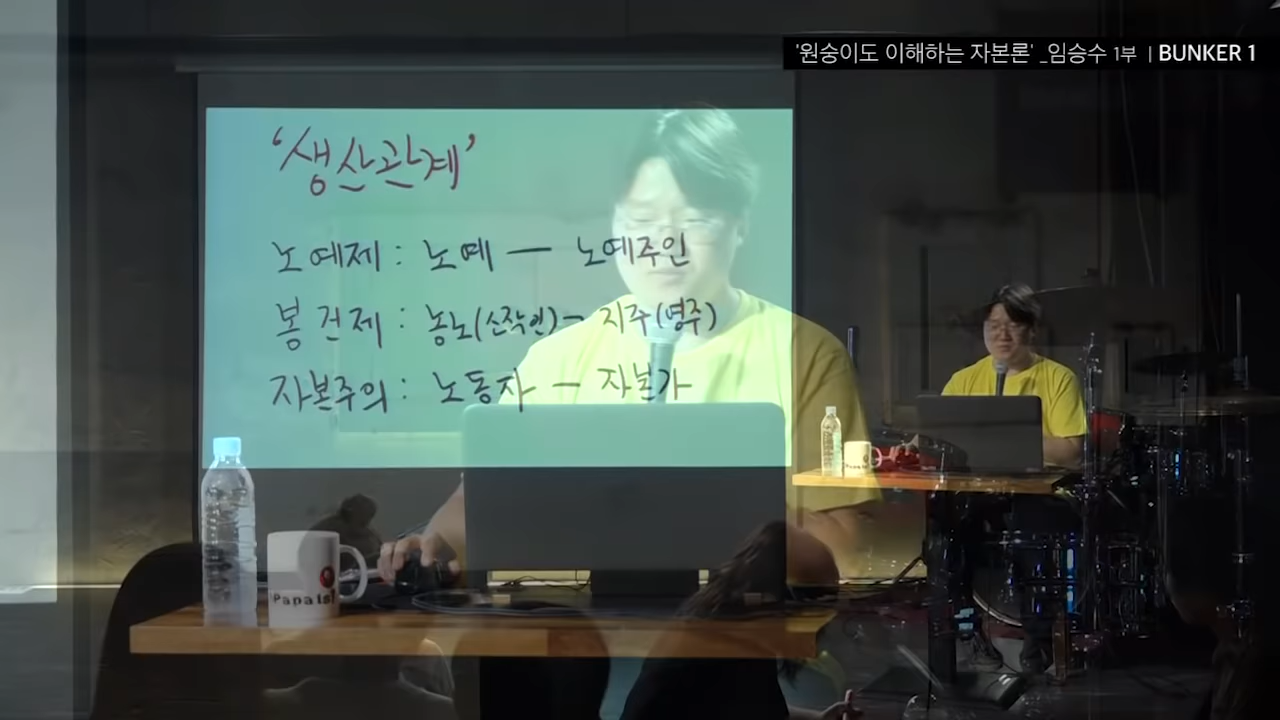 '원숭이도 이해하는 자본론' _임승수 1부 | BUNKER 1
'생산관계'
노예제 : 노예 — 노예주인
봉건제 : 농노(소작인) — 지주(영주)
자본주의 : 노동자 — 자본가
Papa is